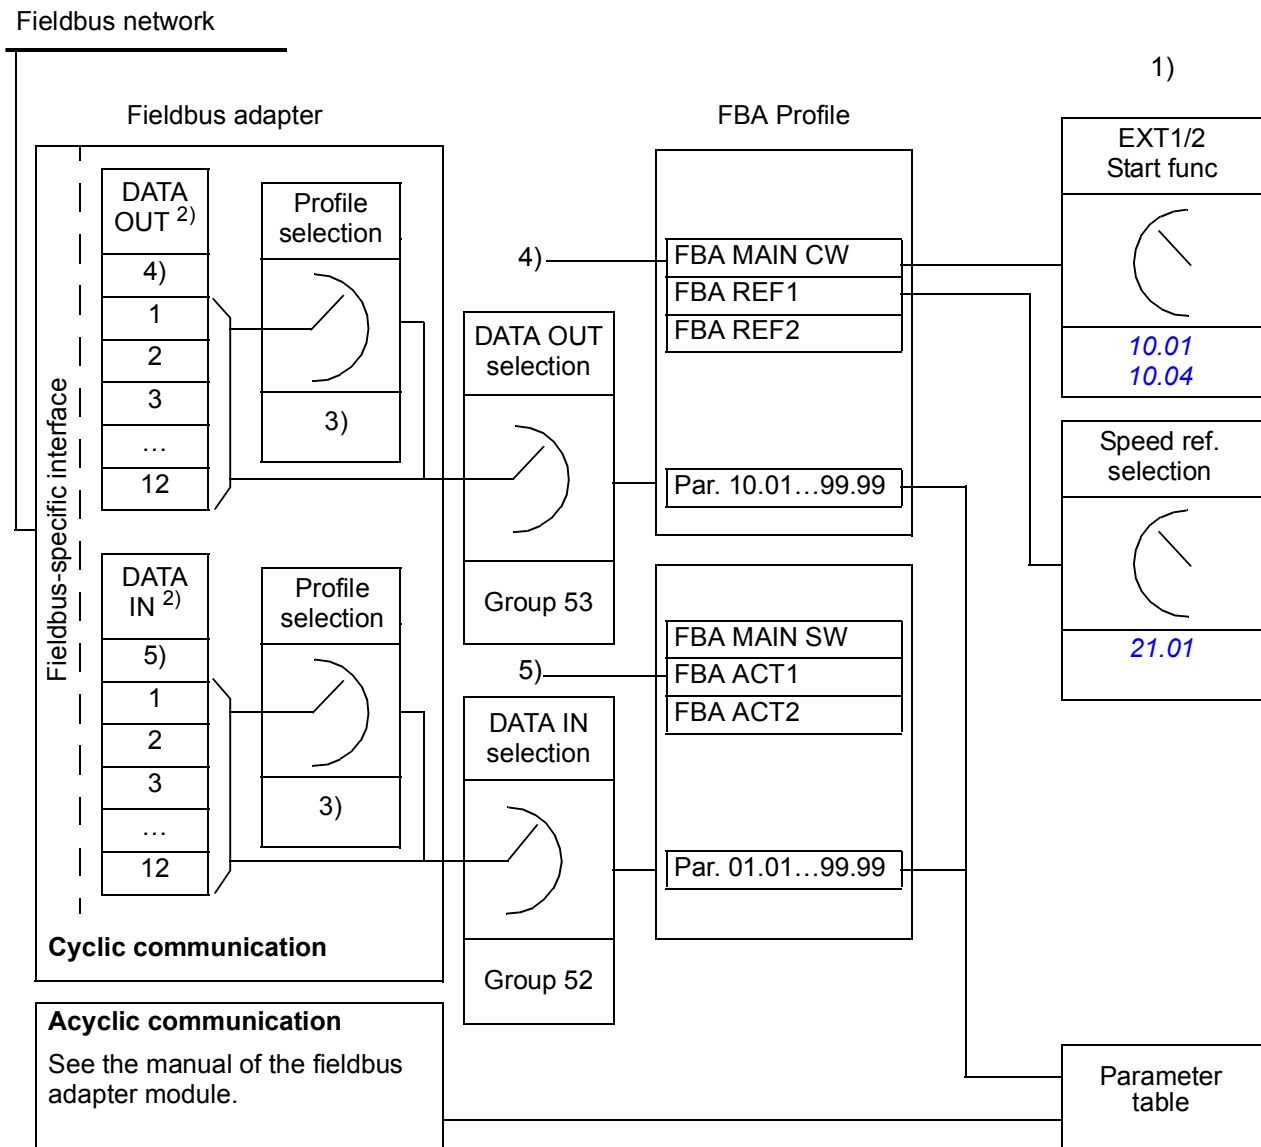 Fieldbus network
1)
Fieldbus adapter
FBA Profile
Fieldbus-specific interface
DATA
OUT 2)
4)
1
2
3
…
12
Profile
selection
3)
DATA OUT
selection
Group 53
4)
FBA MAIN CW
FBA REF1
FBA REF2
Par. 10.01…99.99
EXT1/2
Start func
10.01
10.04
Speed ref.
selection
21.01
DATA
IN 2)
5)
1
2
3
…
12
Profile
selection
3)
5)
DATA IN
selection
Group 52
FBA MAIN SW
FBA ACT1
FBA ACT2
Par. 01.01…99.99
Cyclic communication
Acyclic communication
See the manual of the fieldbus
adapter module.
Parameter
table